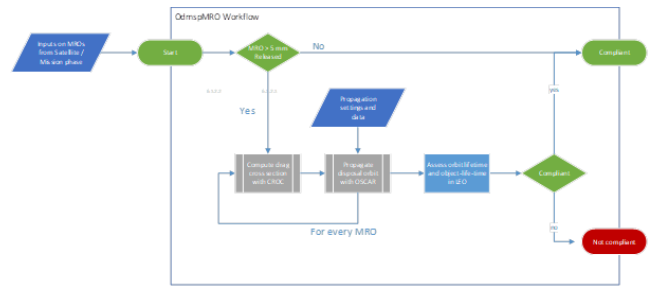 OdmspMRO Workflow
Inputs on MROs
from Satellite /
Mission phase
Start
MRO > 5 mm
Released
No
Compliant
Yes
Propagation
settings and
data
yes
Compute drag
cross section
with CROC
Propagate
disposal orbit
with OSCAR
Assess orbit lifetime
and object-life-time
in LEO
Compliant
For every MRO
no
Not compliant